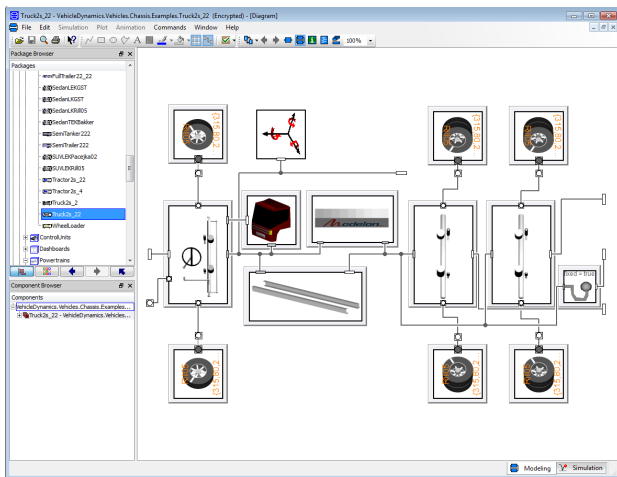 Truck2s_22 - VehicleDynamics.Vehicles.Chassis.Examples.Truck2s_22 (Encrypted) - [Diagram]
File Edit Simulation Plot Animation Commands Window Help
100%
Package Browser
Packages
FullTrailer22_22
SedanLEKGST
SedanLKGST
SedanLKRill05
SedanTEKBakker
SemiTanker222
SemiTrailer222
SUVLEKPacejka02
SUVLEKRill05
Tractor2s_22
Tractor2s_4
Truck2s_2
Truck2s_22
WheelLoader
ControlUnits
Dashboards
Powertrains
Component Browser
Components
VehicleDynamics.Vehicles.Chassis.Examples...
Truck2s_22 - VehicleDynamics.Vehicles...
Modelon
fixed = true
Modeling
Simulation